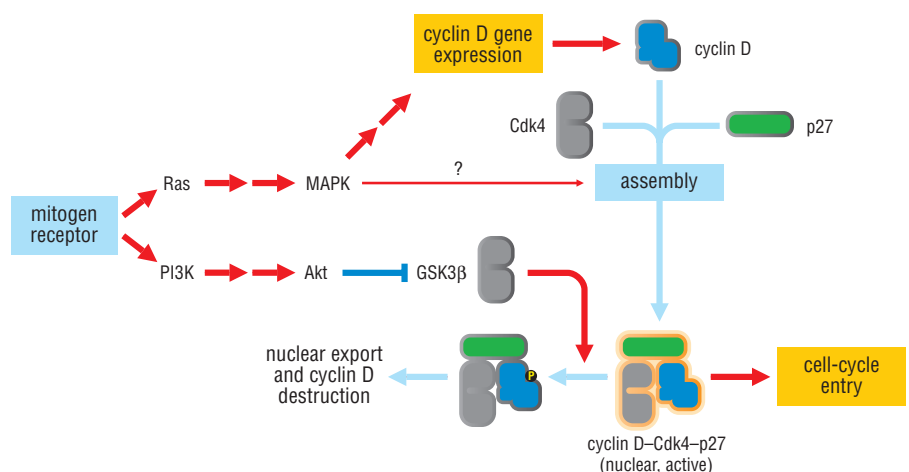 cyclin D gene
expression
cyclin D
Cdk4
p27
?
Ras
MAPK
assembly
mitogen
receptor
PI3K
Akt
GSK3β
nuclear export
and cyclin D
destruction
P
cell-cycle
entry
cyclin D–Cdk4–p27
(nuclear, active)